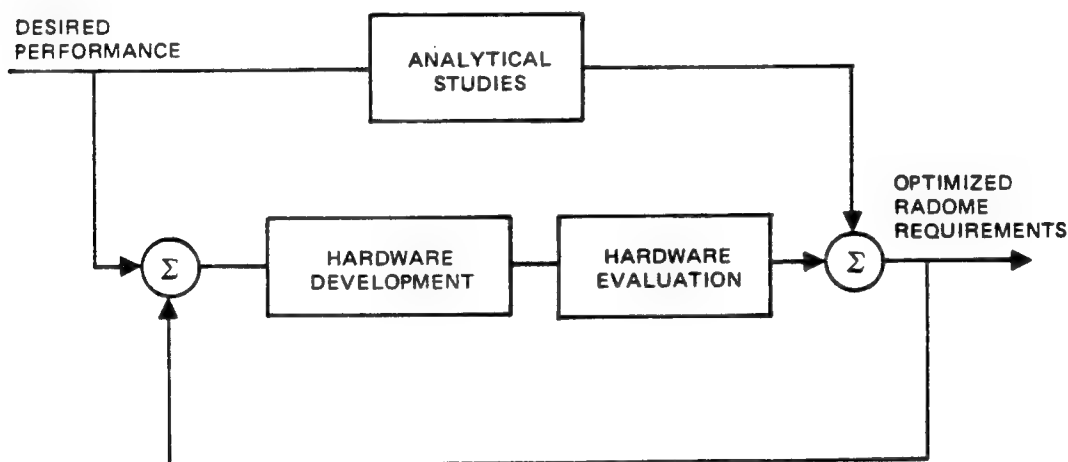 DESIRED
PERFORMANCE
ANALYTICAL
STUDIES
OPTIMIZED
RADOME
REQUIREMENTS
Σ
HARDWARE
DEVELOPMENT
HARDWARE
EVALUATION
Σ